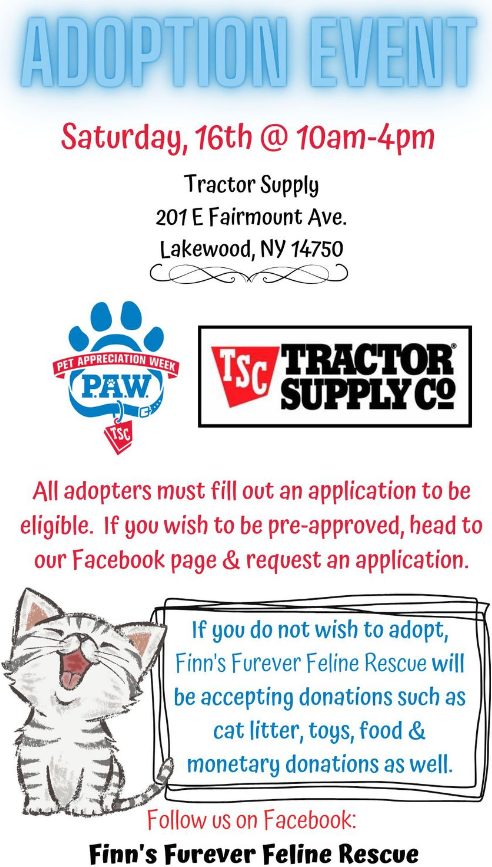 ADOPTION EVENT
Saturday, 16th @ 10am-4pm
Tractor Supply
201 E Fairmount Ave.
Lakewood, NY 14750
PET APPRECIATION WEEK
P.A.W.
TSC
TSC TRACTOR
SUPPLY Co
All adopters must fill out an application to be
eligible. If you wish to be pre-approved, head to
our Facebook page & request an application.
If you do not wish to adopt,
Finn's Furever Feline Rescue will
be accepting donations such as
cat litter, toys, food &
monetary donations as well.
Follow us on Facebook:
Finn's Furever Feline Rescue